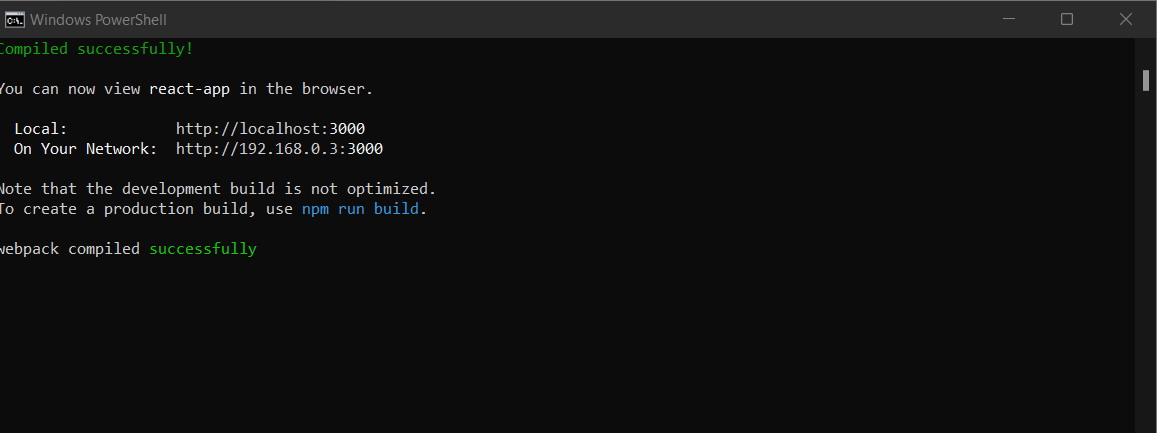 Windows PowerShell
Compiled successfully!
You can now view react-app in the browser.
Local: http://localhost:3000
On Your Network: http://192.168.0.3:3000
Note that the development build is not optimized.
To create a production build, use npm run build.
webpack compiled successfully